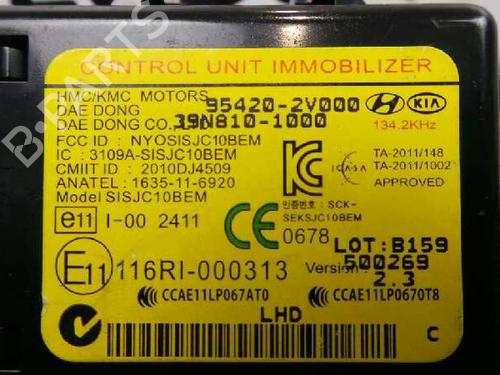 CONTROL UNIT IMMOBILIZER
HMC/KMC MOTORS
DAE DONG 95420-2V000
DAE DONG CO.,LTD 39N810-1000
HYUNDAI KIA
134.2KHz
FCC ID : NYOSISJC10BEM
IC : 3109A-SISJC10BEM
CMIIT ID : 2010DJ4509
ANATEL : 1635-11-6920
Model SISJC10BEM
TA-2011/148
TA-2011/1002
APPROVED
ICASA
인증번호 : SCK-
SEKSJC10BEM
e11 I-00 2411
CE 0678
LOT:B159
500269
E11 116RI-000313
Version : 2.3
CCAE11LP067AT0
CCAE11LP0670T8
LHD
N
C
B-PARTS